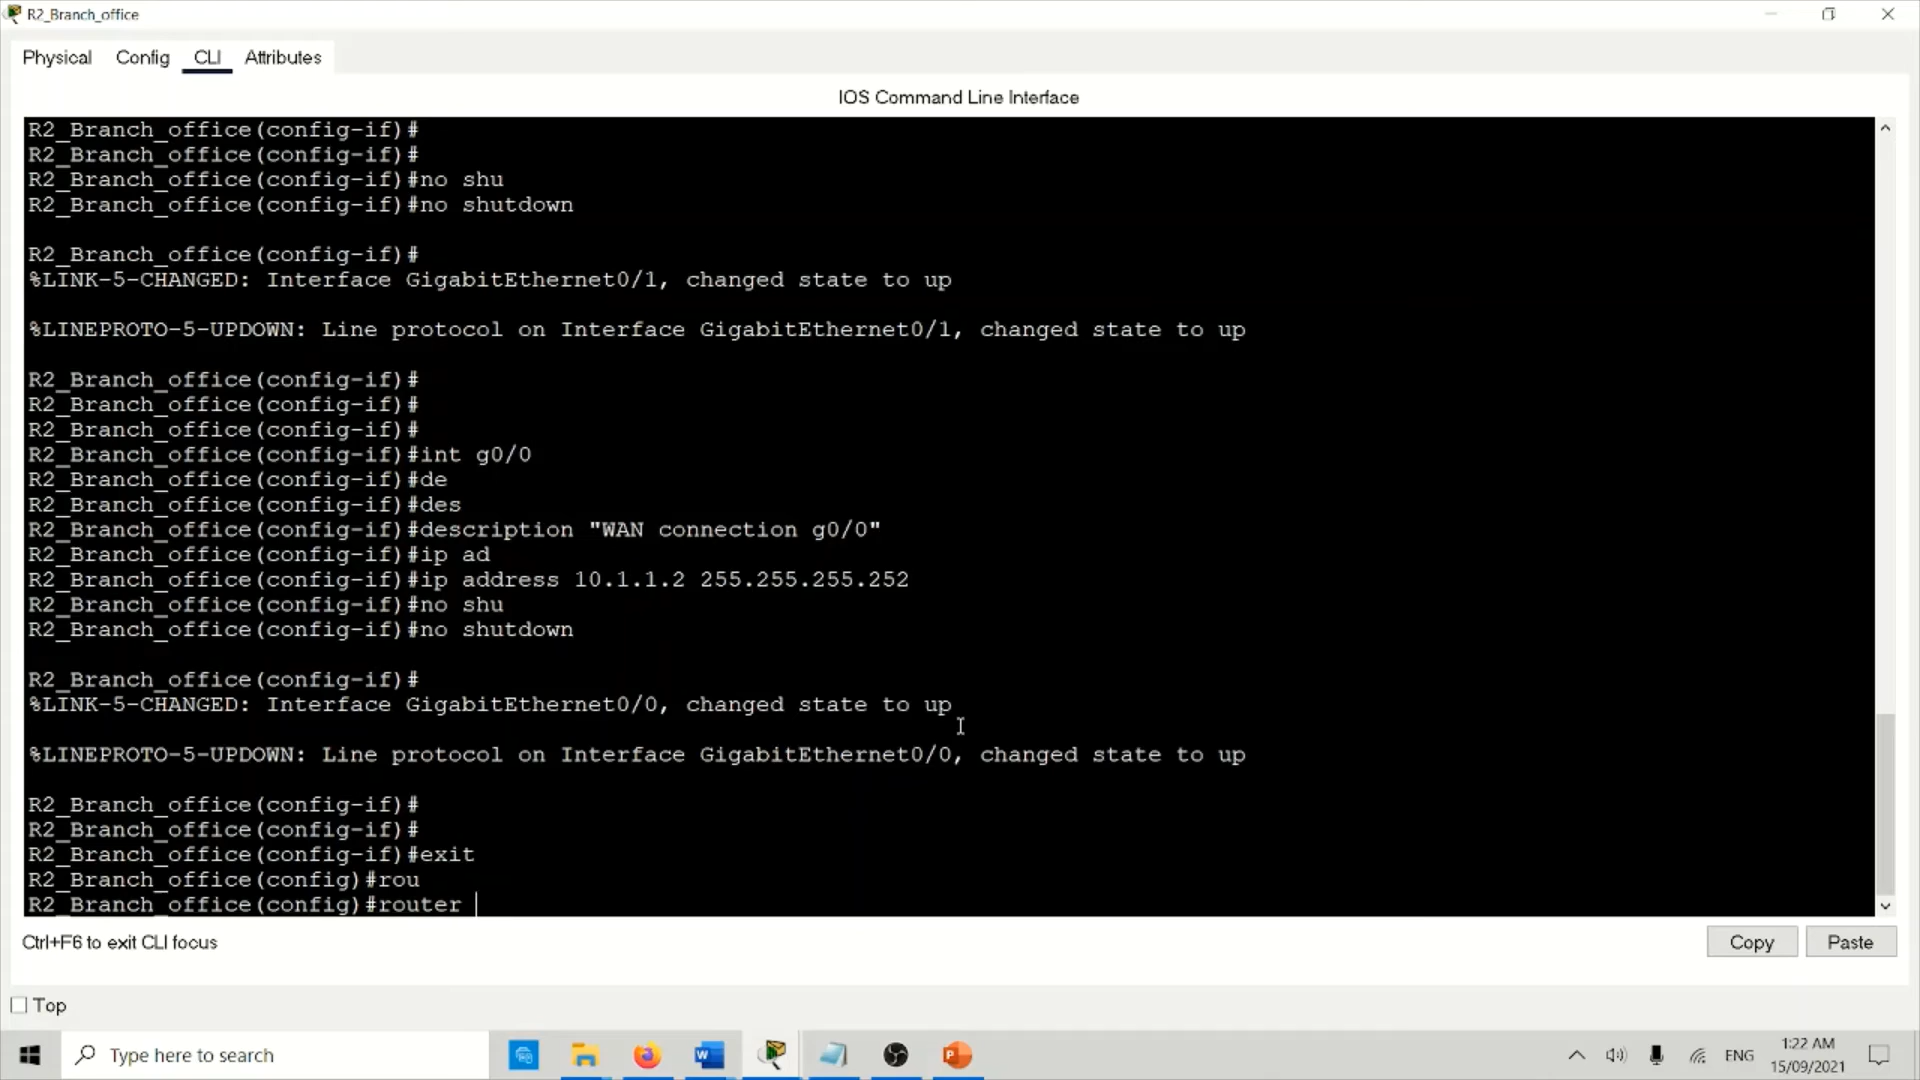 R2_Branch_office
Physical Config CLI Attributes
IOS Command Line Interface
R2_Branch_office(config-if)#
R2_Branch_office(config-if)#
R2_Branch_office(config-if)#no shu
R2_Branch_office(config-if)#no shutdown
R2_Branch_office(config-if)#
%LINK-5-CHANGED: Interface GigabitEthernet0/1, changed state to up
%LINEPROTO-5-UPDOWN: Line protocol on Interface GigabitEthernet0/1, changed state to up
R2_Branch_office(config-if)#
R2_Branch_office(config-if)#
R2_Branch_office(config-if)#
R2_Branch_office(config-if)#int g0/0
R2_Branch_office(config-if)#de
R2_Branch_office(config-if)#des
R2_Branch_office(config-if)#description "WAN connection g0/0"
R2_Branch_office(config-if)#ip ad
R2_Branch_office(config-if)#ip address 10.1.1.2 255.255.255.252
R2_Branch_office(config-if)#no shu
R2_Branch_office(config-if)#no shutdown
R2_Branch_office(config-if)#
%LINK-5-CHANGED: Interface GigabitEthernet0/0, changed state to up
%LINEPROTO-5-UPDOWN: Line protocol on Interface GigabitEthernet0/0, changed state to up
R2_Branch_office(config-if)#
R2_Branch_office(config-if)#
R2_Branch_office(config-if)#exit
R2_Branch_office(config)#rou
R2_Branch_office(config)#router
Ctrl+F6 to exit CLI focus
Copy Paste
Top
Type here to search
ENG
1:22 AM
15/09/2021